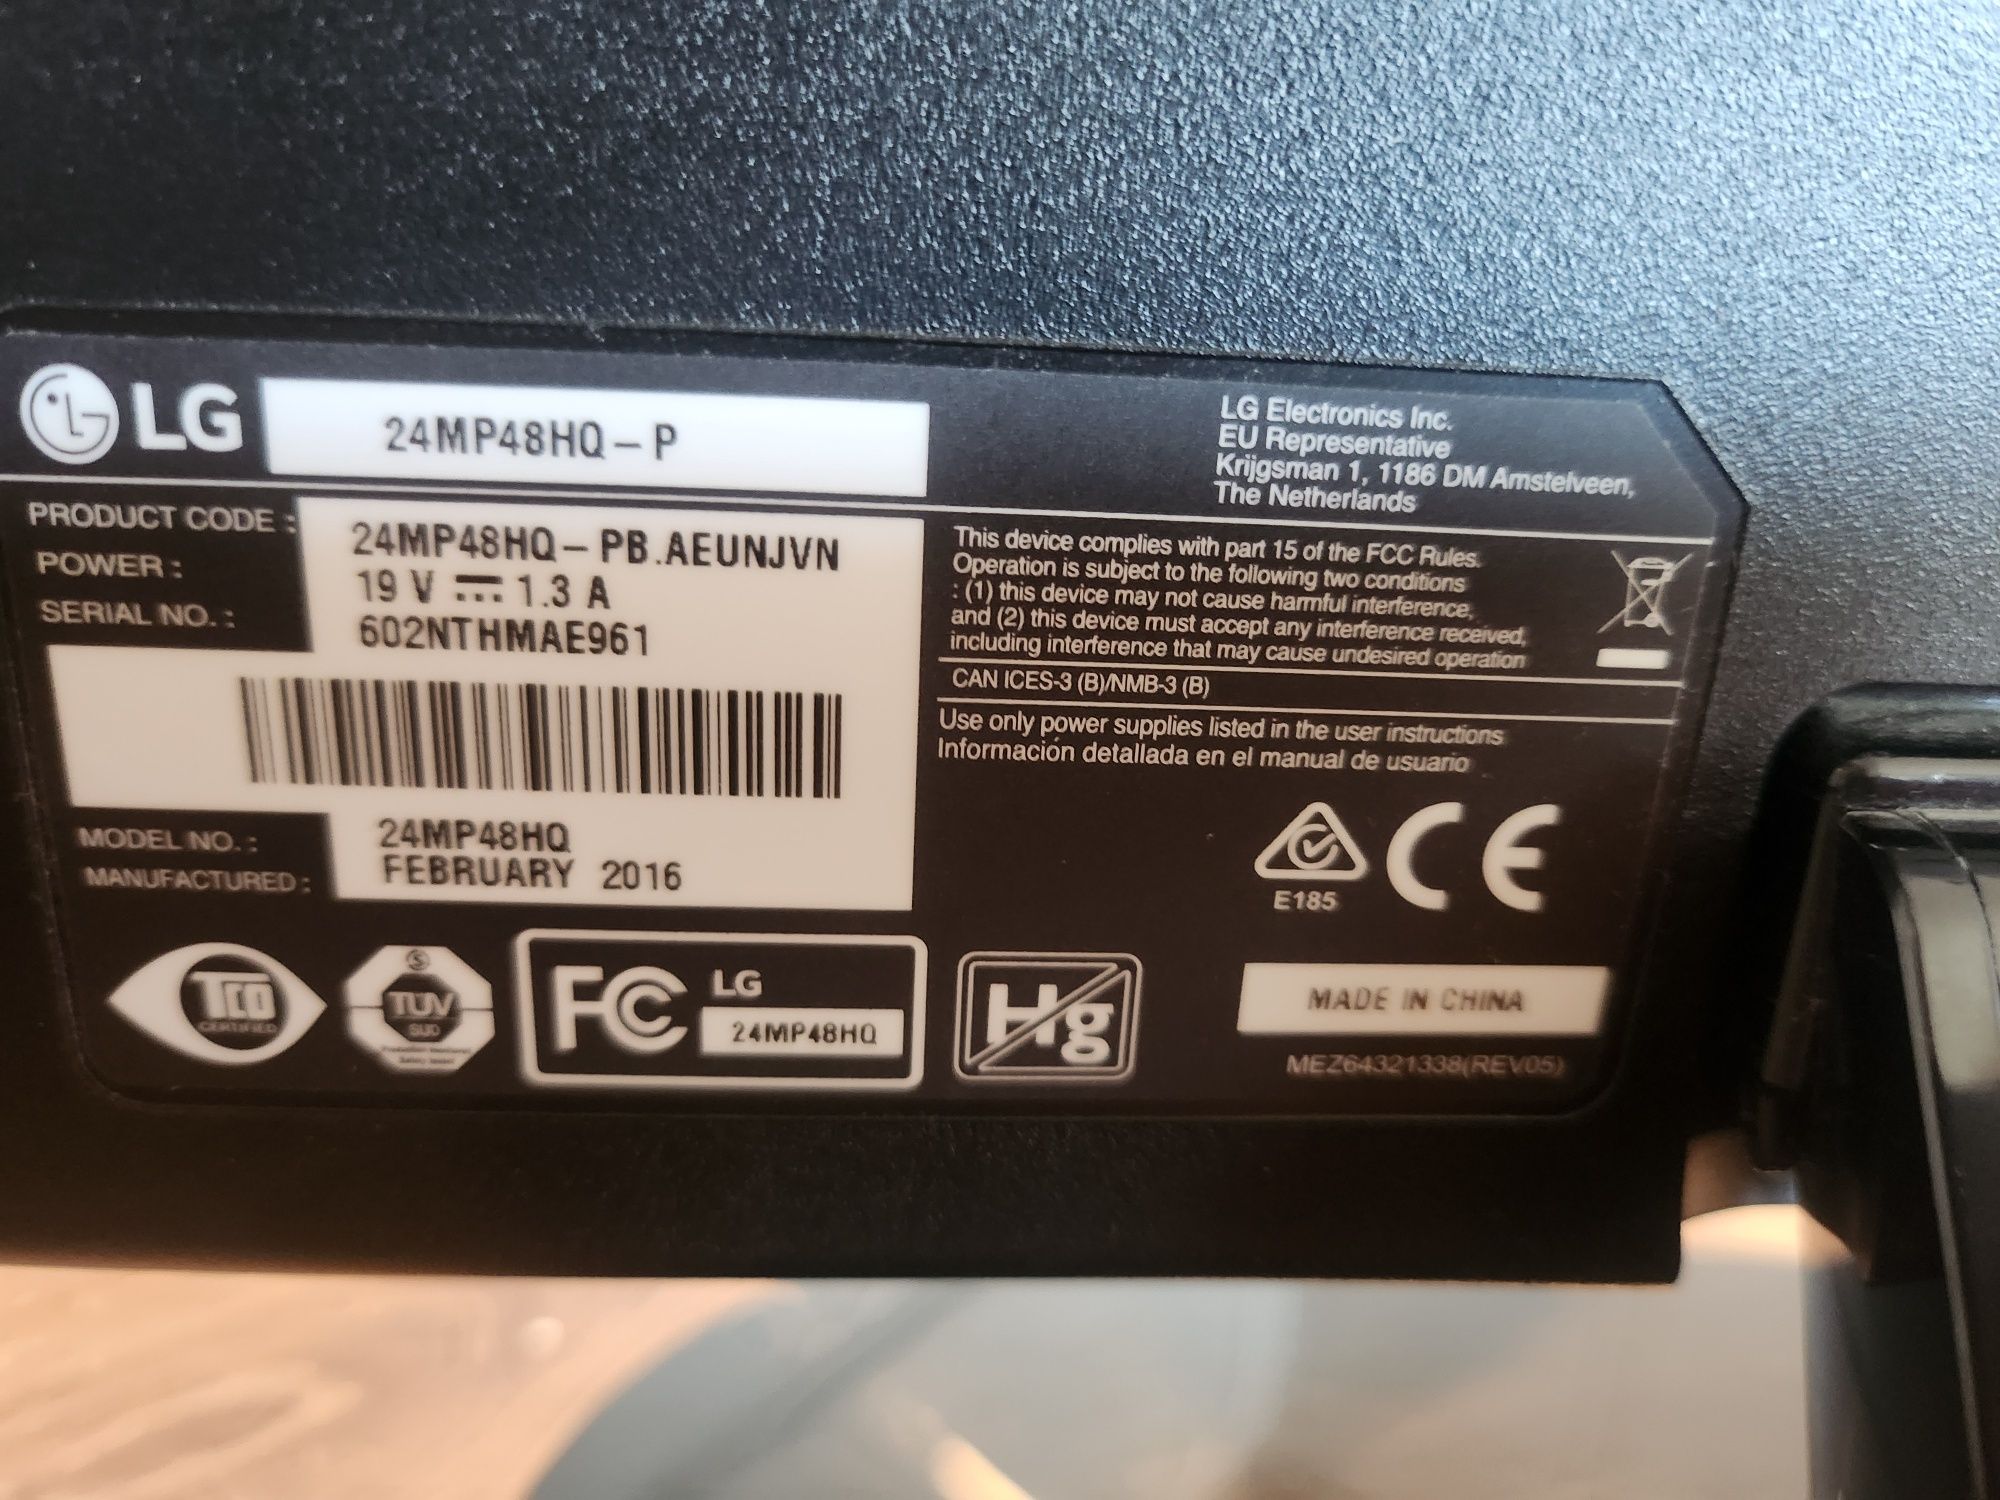 LG 24MP48HQ–P
LG Electronics Inc.
EU Representative
Krijgsman 1, 1186 DM Amstelveen,
The Netherlands
PRODUCT CODE : 24MP48HQ–PB.AEUNJVN
POWER : 19 V ⎓ 1.3 A
SERIAL NO. : 602NTHMAE961
MODEL NO. : 24MP48HQ
MANUFACTURED : FEBRUARY 2016
This device complies with part 15 of the FCC Rules.
Operation is subject to the following two conditions
: (1) this device may not cause harmful interference,
and (2) this device must accept any interference received,
including interference that may cause undesired operation
CAN ICES-3 (B)/NMB-3 (B)
Use only power supplies listed in the user instructions
Información detallada en el manual de usuario
E185
CE
TCO
CERTIFIED
S
TUV
SUD
FC LG
24MP48HQ
Hg
MADE IN CHINA
MEZ64321338(REV05)